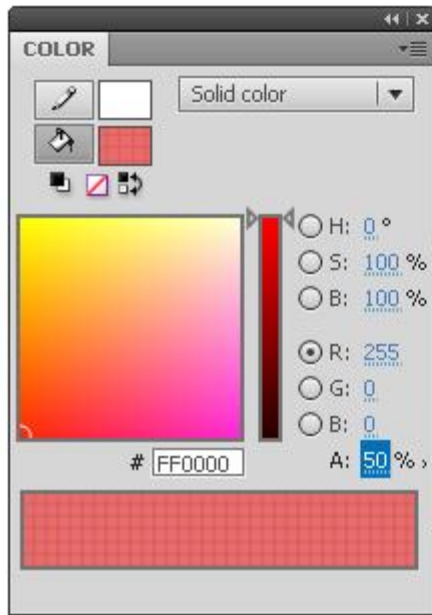 COLOR
Solid color
H: 0 °
S: 100 %
B: 100 %
R: 255
G: 0
B: 0
# FF0000
A: 50 %